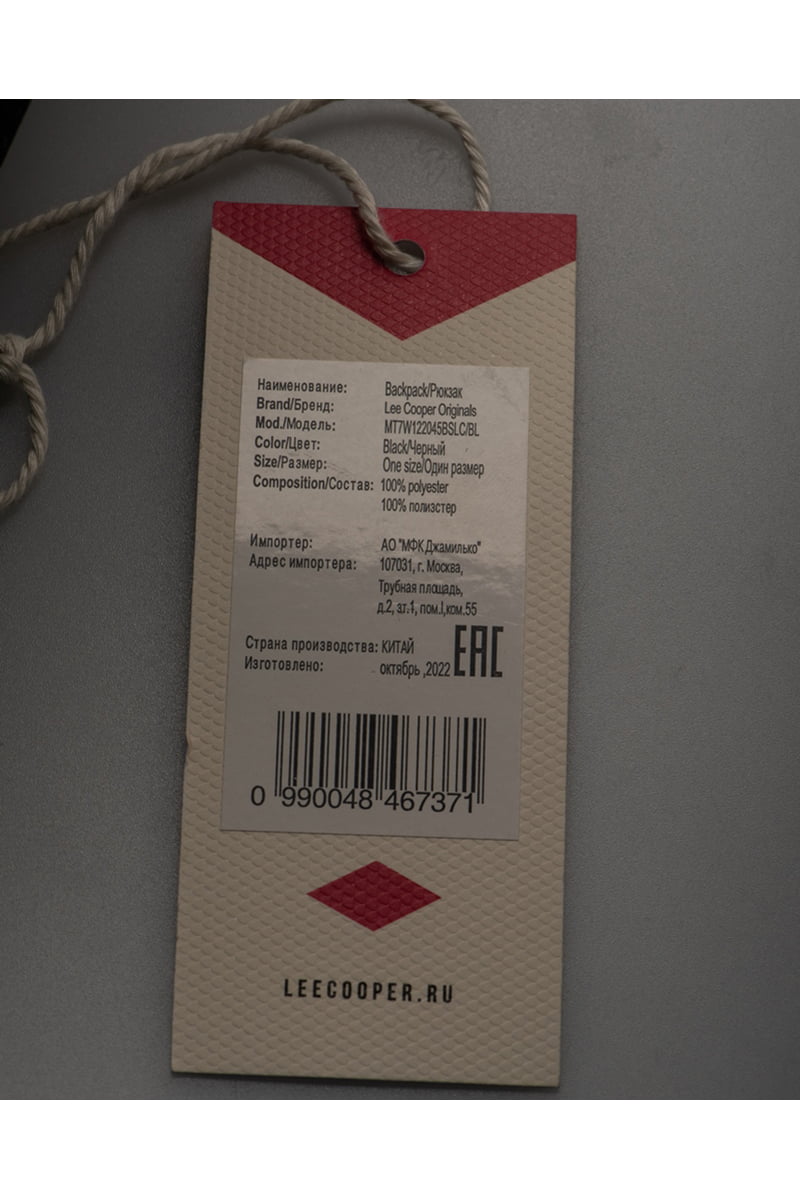 Наименование: Backpack/Рюкзак
Brand/Бренд: Lee Cooper Originals
Mod./Модель: MT7W122045BSLC/BL
Color/Цвет: Black/Черный
Size/Размер: One size/Один размер
Composition/Состав: 100% polyester
100% полиэстер
Импортер: АО "МФК Джамилько"
Адрес импортера: 107031, г. Москва,
Трубная площадь,
д.2, эт.1, пом.I,ком.55
Страна производства: КИТАЙ
Изготовлено: октябрь ,2022
EAC
0 990048 467371
LEECOOPER.RU